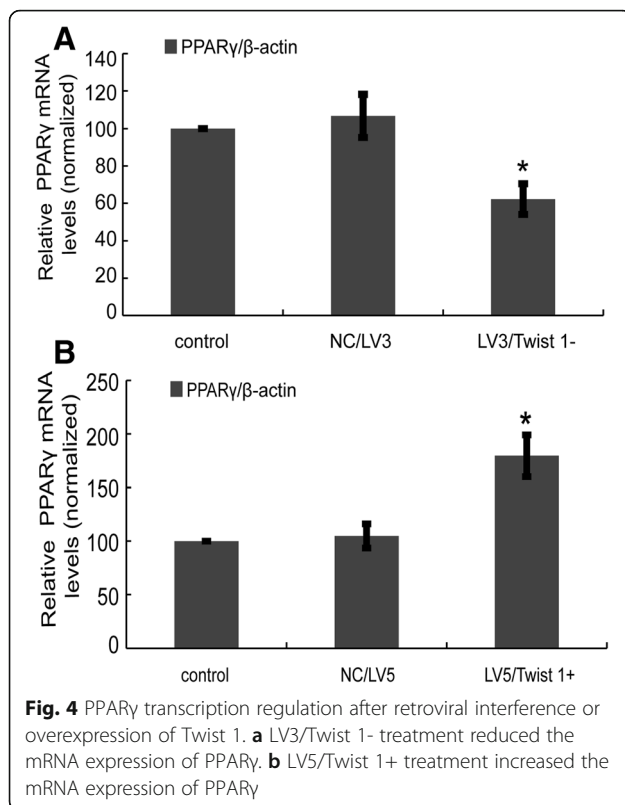 A
PPARγ/β-actin
Relative PPARγ mRNA
levels (normalized)
140
120
100
80
60
40
20
0
*
control NC/LV3 LV3/Twist 1-
B
PPARγ/β-actin
Relative PPARγ mRNA
levels (normalized)
250
200
150
100
50
0
*
control NC/LV5 LV5/Twist 1+
Fig. 4 PPARγ transcription regulation after retroviral interference or
overexpression of Twist 1. a LV3/Twist 1- treatment reduced the
mRNA expression of PPARγ. b LV5/Twist 1+ treatment increased the
mRNA expression of PPARγ